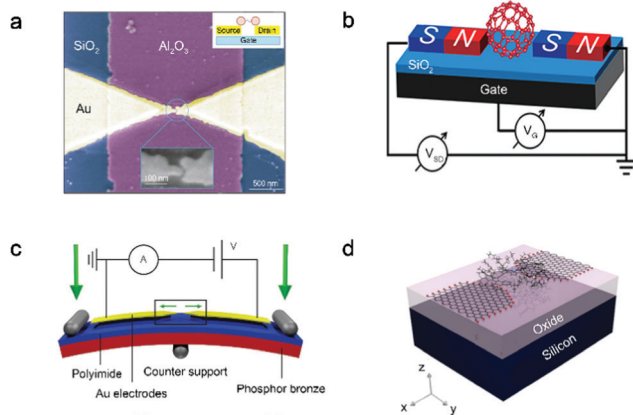 a
SiO2
Al2O3
Source
Drain
Gate
Au
100 nm
500 nm
b
S
N
S
N
SiO2
Gate
VG
VSD
c
A
V
Polyimide
Counter support
Au electrodes
Phosphor bronze
d
Oxide
Silicon
z
x
y